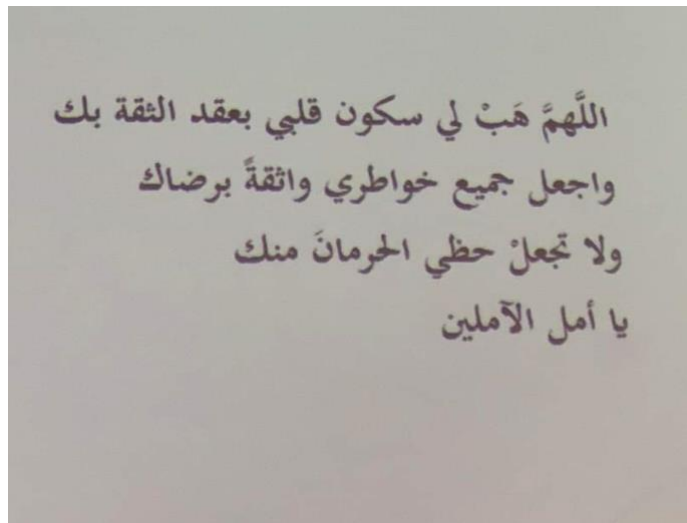 اللَّهمَّ هَبْ لي سكون قلبي بعقد الثقة بك
واجعل جميع خواطري واثقةً برضاك
ولا تجعلْ حظي الحرمانَ منك
يا أمل الآملين